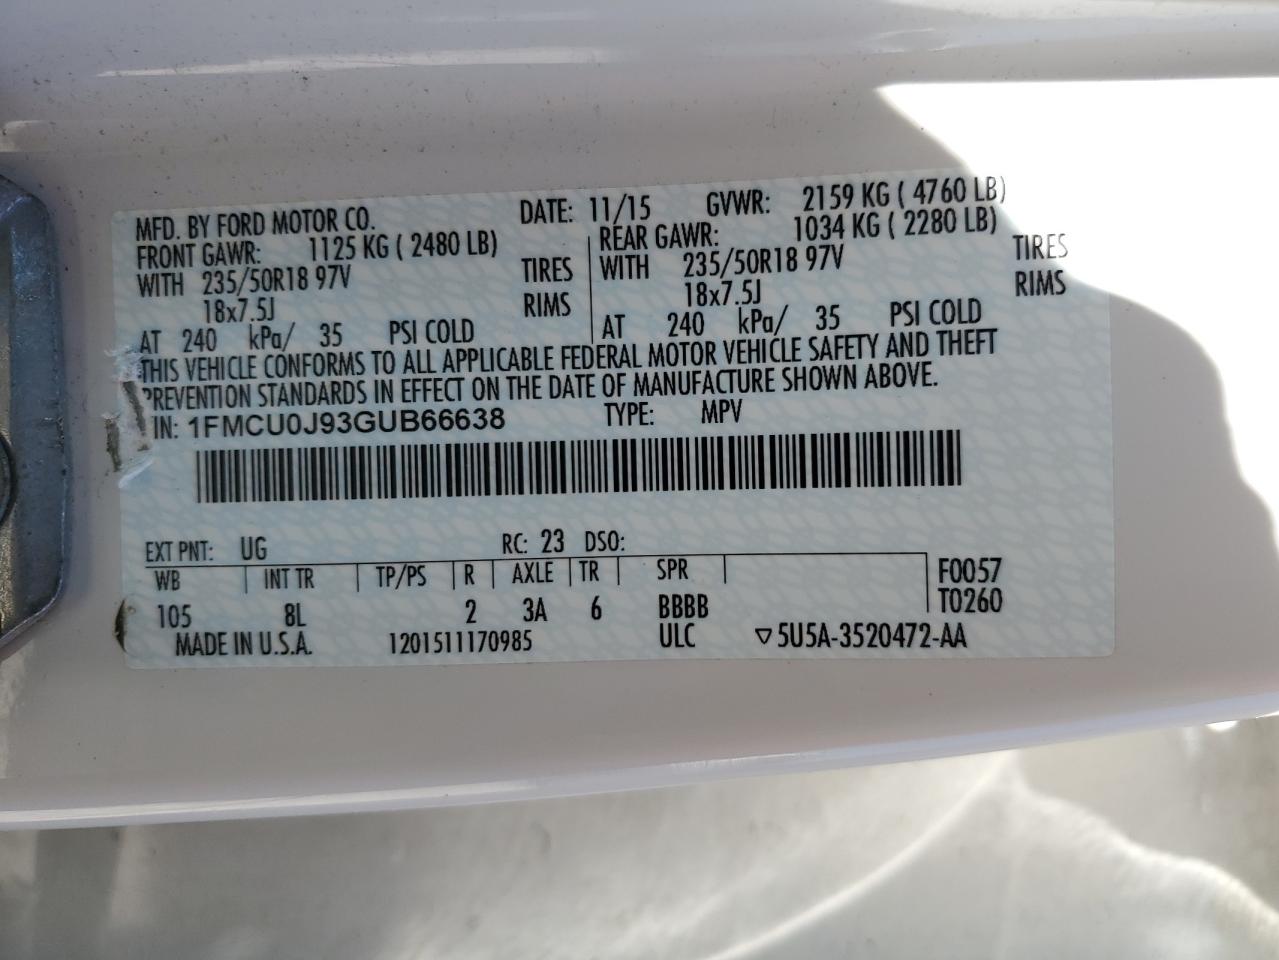 MFD. BY FORD MOTOR CO. DATE: 11/15 GVWR: 2159 KG ( 4760 LB)
FRONT GAWR: 1125 KG ( 2480 LB) REAR GAWR: 1034 KG ( 2280 LB)
WITH 235/50R18 97V TIRES WITH 235/50R18 97V TIRES
18x7.5J RIMS 18x7.5J RIMS
AT 240 kPa/ 35 PSI COLD AT 240 kPa/ 35 PSI COLD
THIS VEHICLE CONFORMS TO ALL APPLICABLE FEDERAL MOTOR VEHICLE SAFETY AND THEFT
PREVENTION STANDARDS IN EFFECT ON THE DATE OF MANUFACTURE SHOWN ABOVE.
IN: 1FMCU0J93GUB66638 TYPE: MPV
EXT PNT: UG RC: 23 DSO:
WB INT TR TP/PS R AXLE TR SPR F0057
105 8L 2 3A 6 BBBB T0260
MADE IN U.S.A. 1201511170985 ULC ▽5U5A-3520472-AA